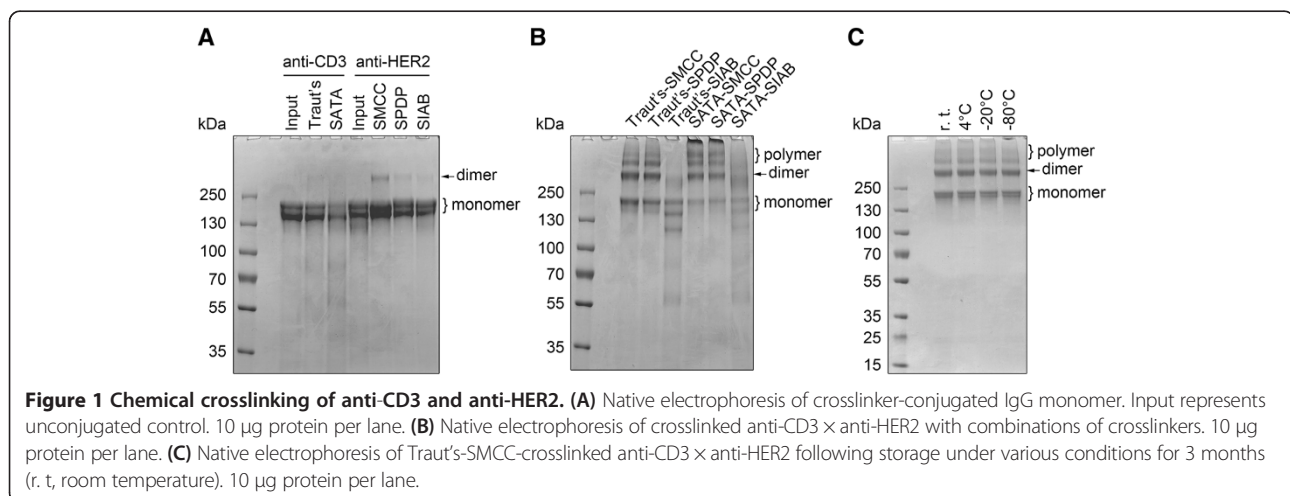 A
anti-CD3 anti-HER2
Input
Traut's
SATA
Input
SMCC
SPDP
SIAB
kDa
250
130
100
70
55
35
dimer
} monomer
B
Traut's-SMCC
Traut's-SPDP
Traut's-SIAB
SATA-SMCC
SATA-SPDP
SATA-SIAB
kDa
250
130
100
70
55
35
} polymer
dimer
} monomer
C
r. t.
4°C
-20°C
-80°C
kDa
250
130
100
70
55
35
25
15
} polymer
dimer
} monomer
Figure 1 Chemical crosslinking of anti-CD3 and anti-HER2. (A) Native electrophoresis of crosslinker-conjugated IgG monomer. Input represents
unconjugated control. 10 μg protein per lane. (B) Native electrophoresis of crosslinked anti-CD3 × anti-HER2 with combinations of crosslinkers. 10 μg
protein per lane. (C) Native electrophoresis of Traut's-SMCC-crosslinked anti-CD3 × anti-HER2 following storage under various conditions for 3 months
(r. t, room temperature). 10 μg protein per lane.